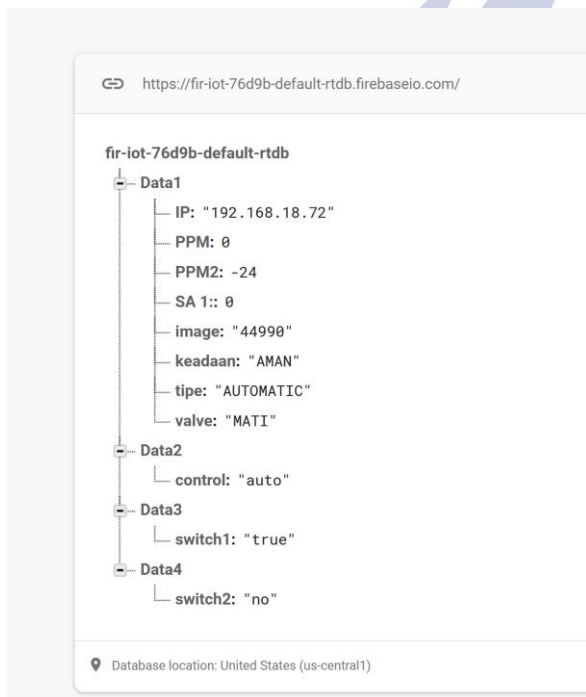 https://fir-iot-76d9b-default-rtdb.firebaseio.com/
fir-iot-76d9b-default-rtdb
Data1
IP: "192.168.18.72"
PPM: 0
PPM2: -24
SA 1:: 0
image: "44990"
keadaan: "AMAN"
tipe: "AUTOMATIC"
valve: "MATI"
Data2
control: "auto"
Data3
switch1: "true"
Data4
switch2: "no"
Database location: United States (us-central1)